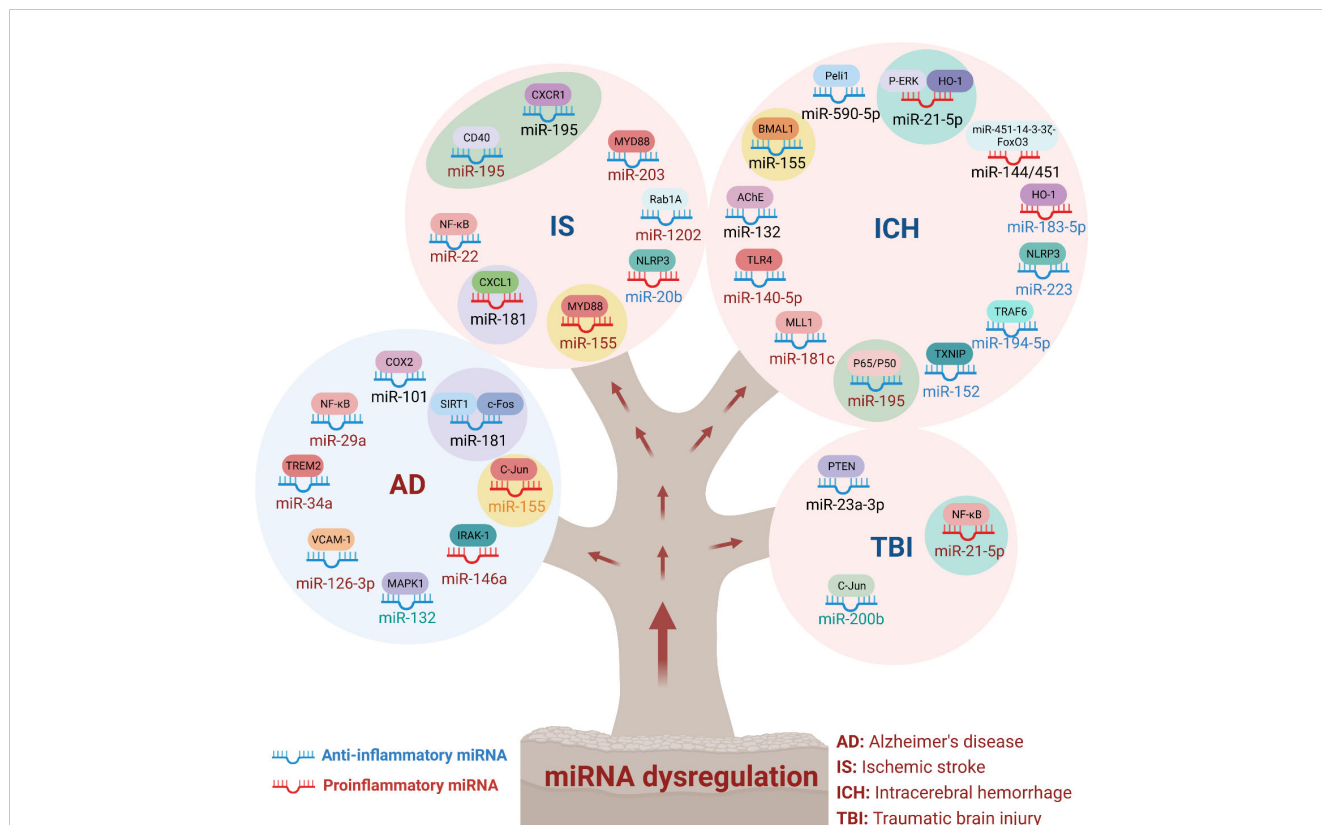 CXCR1
miR-195
CD40
miR-195
MYD88
miR-203
Rab1A
miR-1202
NF-κB
miR-22
IS
NLRP3
miR-20b
CXCL1
miR-181
MYD88
miR-155
Peli1
miR-590-5p
P-ERK
HO-1
miR-21-5p
BMAL1
miR-155
miR-451-14-3-3ζ-
FoxO3
miR-144/451
AChE
miR-132
HO-1
miR-183-5p
ICH
TLR4
miR-140-5p
NLRP3
miR-223
MLL1
miR-181c
TRAF6
miR-194-5p
P65/P50
miR-195
TXNIP
miR-152
COX2
miR-101
SIRT1
c-Fos
miR-181
NF-κB
miR-29a
TREM2
miR-34a
AD
C-Jun
miR-155
VCAM-1
miR-126-3p
IRAK-1
miR-146a
MAPK1
miR-132
PTEN
miR-23a-3p
NF-κB
miR-21-5p
TBI
C-Jun
miR-200b
Anti-inflammatory miRNA
Proinflammatory miRNA
miRNA dysregulation
AD: Alzheimer's disease
IS: Ischemic stroke
ICH: Intracerebral hemorrhage
TBI: Traumatic brain injury